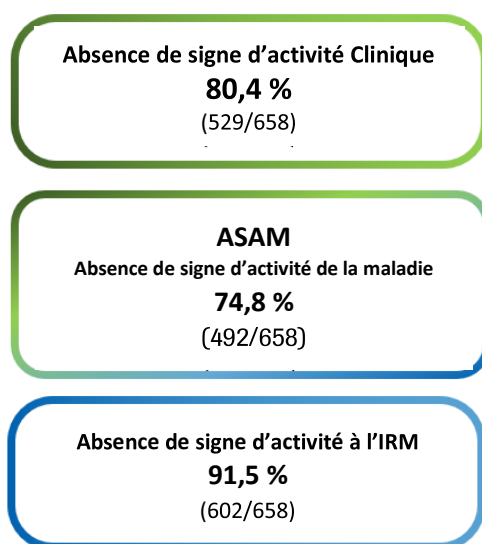 Absence de signe d’activité Clinique
80,4 %
(529/658)
ASAM
Absence de signe d’activité de la maladie
74,8 %
(492/658)
Absence de signe d’activité à l’IRM
91,5 %
(602/658)